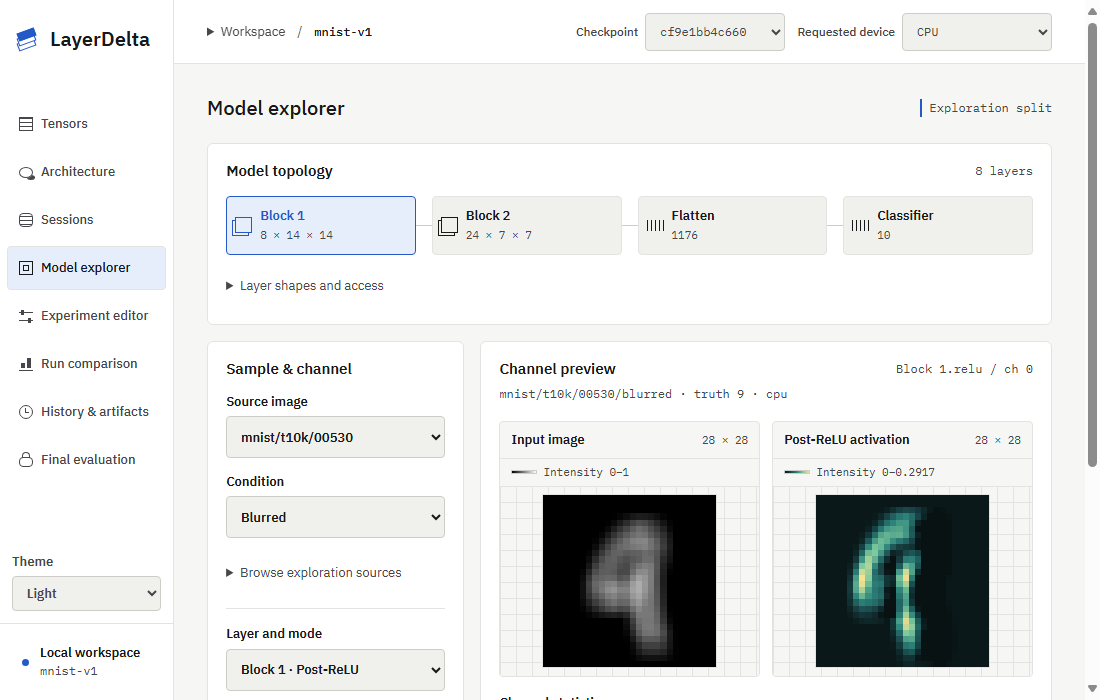 LayerDelta
Tensors
Architecture
Sessions
Model explorer
Experiment editor
Run comparison
History & artifacts
Final evaluation
Theme
Light
Local workspace
mnist-v1
Workspace / mnist-v1
Checkpoint
cf9e1bb4c660
Requested device
CPU
Model explorer
Exploration split
Model topology
8 layers
Block 1
8 × 14 × 14
Block 2
24 × 7 × 7
Flatten
1176
Classifier
10
Layer shapes and access
Sample & channel
Source image
mnist/t10k/00530
Condition
Blurred
Browse exploration sources
Layer and mode
Block 1 · Post-ReLU
Channel preview
Block 1.relu / ch 0
mnist/t10k/00530/blurred · truth 9 · cpu
Input image
28 × 28
Intensity 0–1
Post-ReLU activation
28 × 28
Intensity 0–0.2917